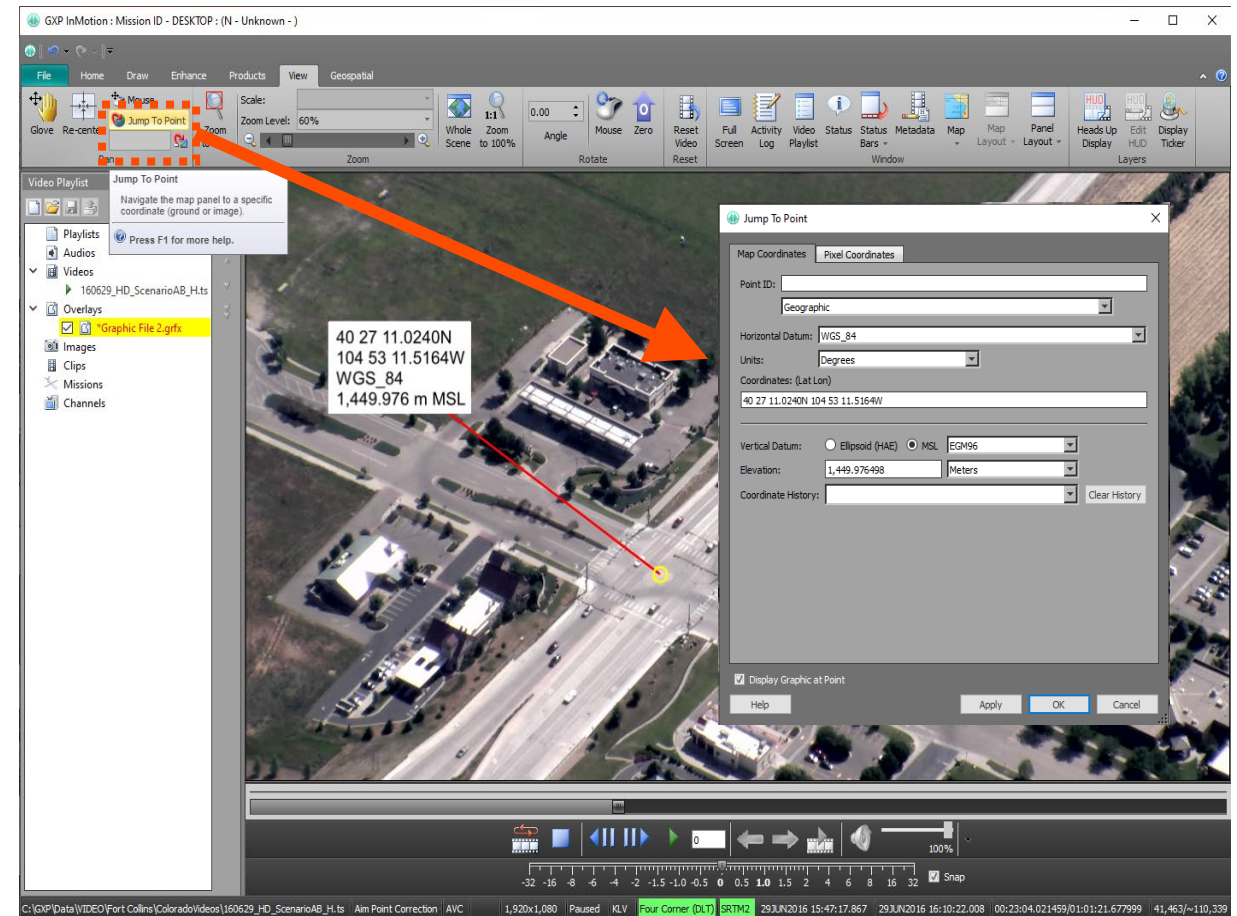 GXP InMotion : Mission ID - DESKTOP : (N - Unknown - )
File Home Draw Enhance Products View Geospatial
Glove
Re-cente
Mouse
Jump To Point
Zoom
Pan
Scale:
Zoom Level: 60%
Whole Scene
1:1
Zoom to 100%
Zoom
0.00
Angle
Mouse
Zero
Rotate
Reset Video
Reset
Full Screen
Activity Log
Video Playlist
Status
Status Bars
Metadata
Map
Map Layout
Panel Layout
Window
HUD
Heads Up Display
HUD
Edit HUD
Display Ticker
Layers
Jump To Point
Navigate the map panel to a specific
coordinate (ground or image).
Press F1 for more help.
Video Playlist
Playlists
Audios
Videos
160629_HD_ScenarioAB_H.ts
Overlays
*Graphic File 2.grfx
Images
Clips
Missions
Channels
40 27 11.0240N
104 53 11.5164W
WGS_84
1,449.976 m MSL
Jump To Point
Map Coordinates Pixel Coordinates
Point ID:
Geographic
Horizontal Datum: WGS_84
Units: Degrees
Coordinates: (Lat Lon)
40 27 11.0240N 104 53 11.5164W
Vertical Datum: Ellipsoid (HAE) MSL EGM96
Elevation: 1,449.976498 Meters
Coordinate History: Clear History
Display Graphic at Point
Help Apply OK Cancel
0
100%
-32 -16 -8 -6 -4 -2 -1.5 -1.0 -0.5 0 0.5 1.0 1.5 2 4 6 8 16 32 Snap
C:\GXP\Data\VIDEO\Fort Collins\ColoradoVideos\160629_HD_ScenarioAB_H.ts Aim Point Correction AVC 1,920x1,080 Paused KLV Four Corner (DLT) SRTM2 29JUN2016 15:47:17.867 29JUN2016 16:10:22.008 00:23:04.021459/01:01:21.677999 41,463/~110,339